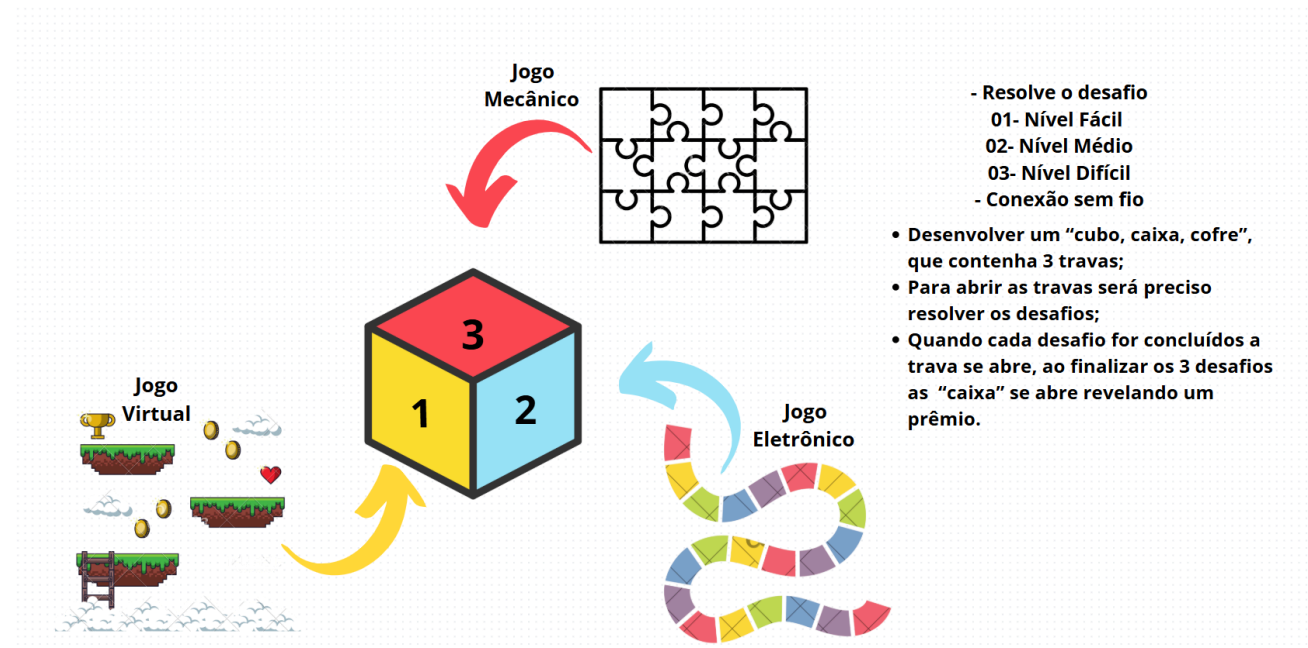 Jogo
Mecânico
- Resolve o desafio
01- Nível Fácil
02- Nível Médio
03- Nível Difícil
- Conexão sem fio
• Desenvolver um “cubo, caixa, cofre”,
que contenha 3 travas;
• Para abrir as travas será preciso
resolver os desafios;
• Quando cada desafio for concluídos a
trava se abre, ao finalizar os 3 desafios
as “caixa” se abre revelando um
prêmio.
3
1
2
Jogo
Virtual
Jogo
Eletrônico